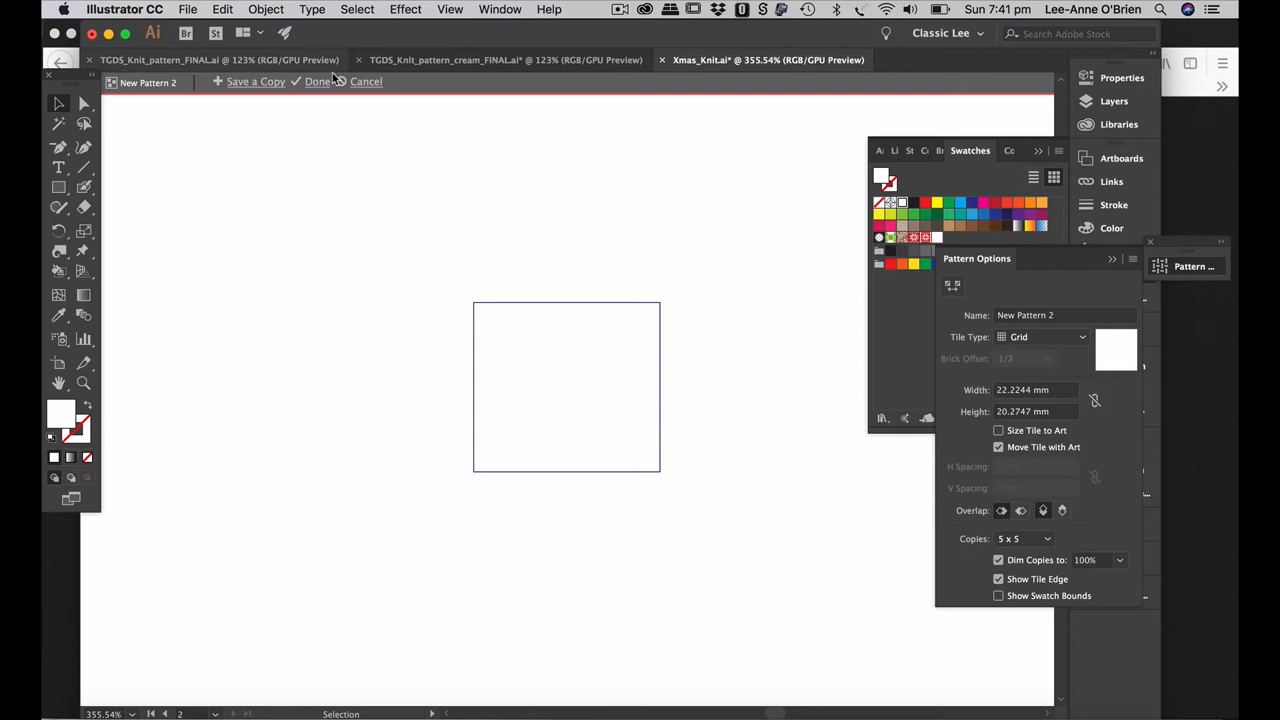 Illustrator CC File Edit Object Type Select Effect View Window Help Sun 7:41 pm Lee-Anne O'Brien
Ai Br St Classic Lee Search Adobe Stock
TGDS_Knit_pattern_FINAL.ai @ 123% (RGB/GPU Preview) TGDS_Knit_pattern_cream_FINAL.ai* @ 123% (RGB/GPU Preview) Xmas_Knit.ai* @ 355.54% (RGB/GPU Preview)
New Pattern 2 Save a Copy Done Cancel
Properties
Layers
Libraries
Artboards
Links
Stroke
Color
Swatches
Pattern ...
Pattern Options
Name: New Pattern 2
Tile Type: Grid
Brick Offset: 1/2
Width: 22.2244 mm
Height: 20.2747 mm
Size Tile to Art
Move Tile with Art
H Spacing:
V Spacing:
Overlap:
Copies: 5 x 5
Dim Copies to: 100%
Show Tile Edge
Show Swatch Bounds
355.54% 2 Selection